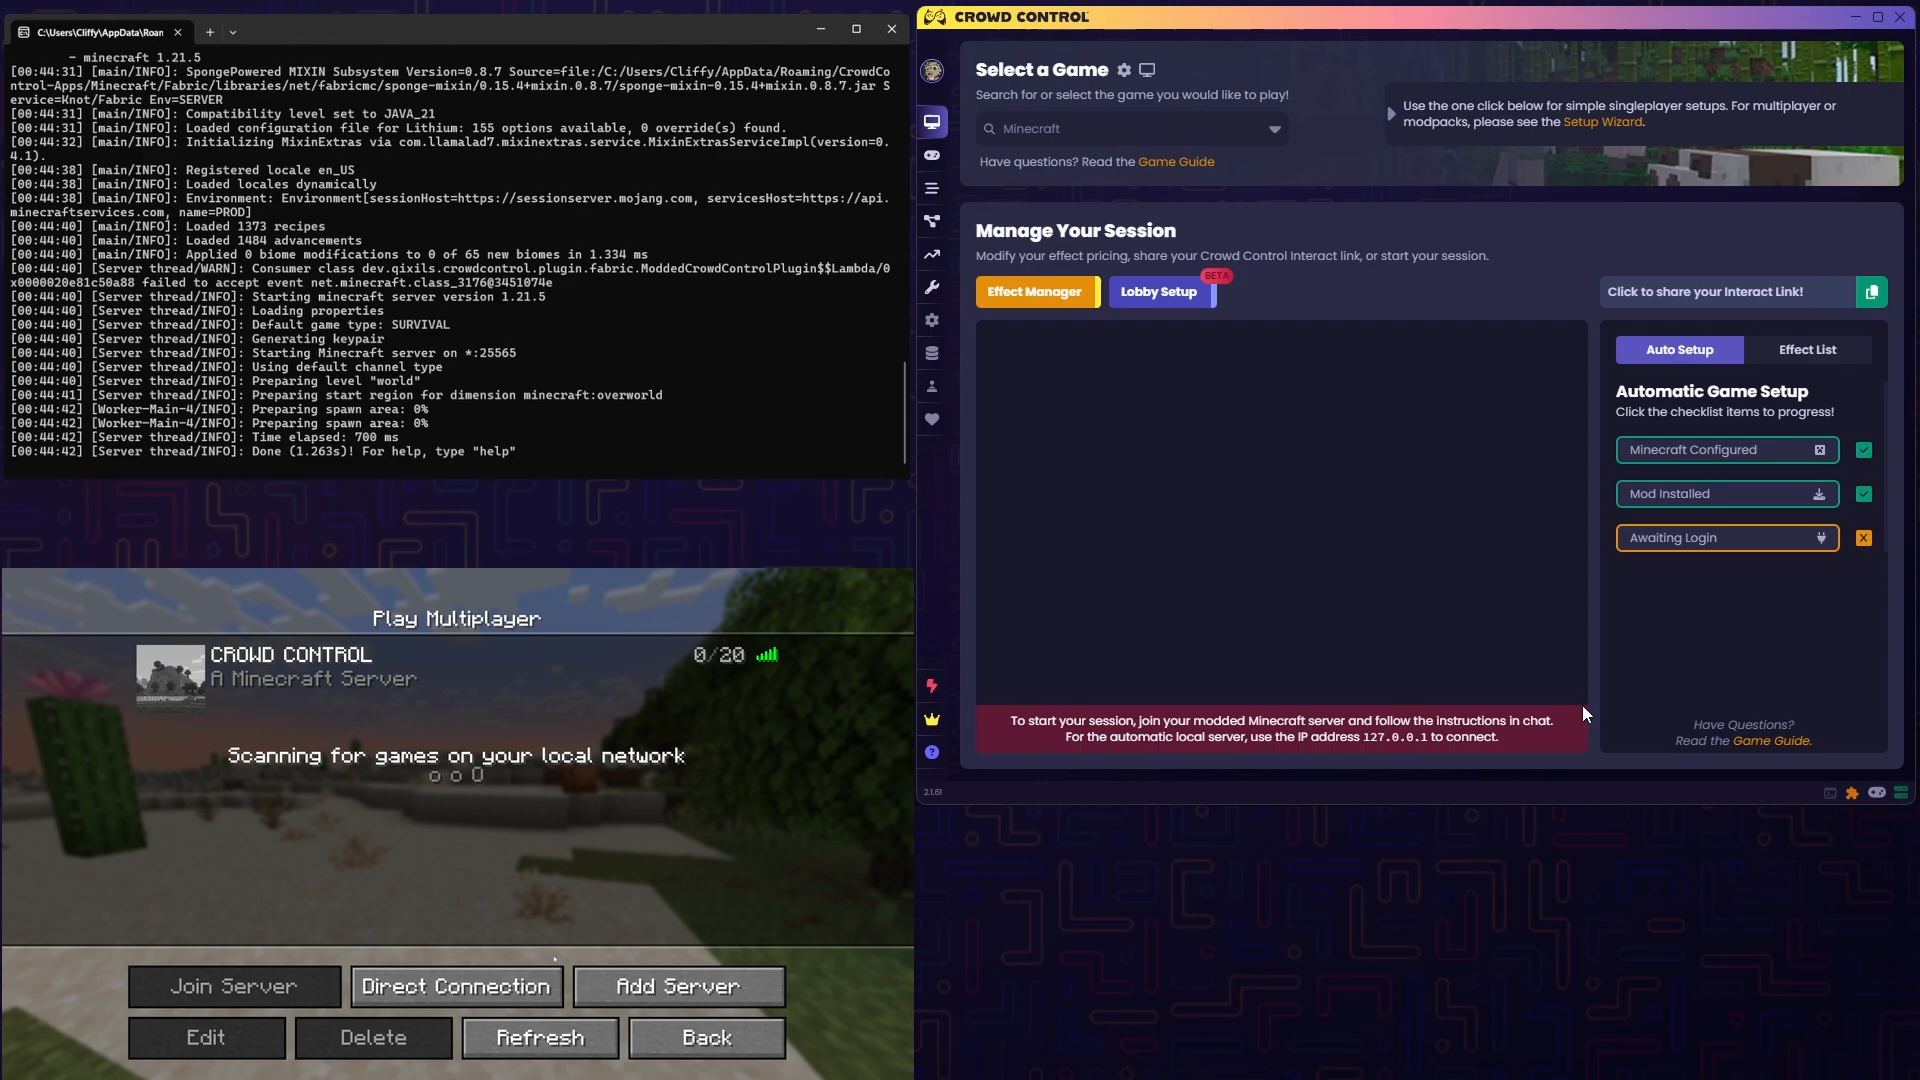 C:\Users\Cliffy\AppData\Roan
- minecraft 1.21.5
[00:44:31] [main/INFO]: SpongePowered MIXIN Subsystem Version=0.8.7 Source=file:/C:/Users/Cliffy/AppData/Roaming/CrowdCo
ntrol-Apps/Minecraft/Fabric/libraries/net/fabricmc/sponge-mixin/0.15.4+mixin.0.8.7/sponge-mixin-0.15.4+mixin.0.8.7.jar S
ervice=Knot/Fabric Env=SERVER
[00:44:31] [main/INFO]: Compatibility level set to JAVA_21
[00:44:31] [main/INFO]: Loaded configuration file for Lithium: 155 options available, 0 override(s) found.
[00:44:32] [main/INFO]: Initializing MixinExtras via com.llamalad7.mixinextras.service.MixinExtrasServiceImpl(version=0.
4.1).
[00:44:38] [main/INFO]: Registered locale en_US
[00:44:38] [main/INFO]: Loaded locales dynamically
[00:44:38] [main/INFO]: Environment: Environment[sessionHost=https://sessionserver.mojang.com, servicesHost=https://api.
minecraftservices.com, name=PROD]
[00:44:40] [main/INFO]: Loaded 1373 recipes
[00:44:40] [main/INFO]: Loaded 1484 advancements
[00:44:40] [main/INFO]: Applied 0 biome modifications to 0 of 65 new biomes in 1.334 ms
[00:44:40] [Server thread/WARN]: Consumer class dev.qixils.crowdcontrol.plugin.fabric.ModdedCrowdControlPlugin$$Lambda/0
x0000020e81c50a88 failed to accept event net.minecraft.class_3176@3451074e
[00:44:40] [Server thread/INFO]: Starting minecraft server version 1.21.5
[00:44:40] [Server thread/INFO]: Loading properties
[00:44:40] [Server thread/INFO]: Default game type: SURVIVAL
[00:44:40] [Server thread/INFO]: Generating keypair
[00:44:40] [Server thread/INFO]: Starting Minecraft server on *:25565
[00:44:40] [Server thread/INFO]: Using default channel type
[00:44:40] [Server thread/INFO]: Preparing level "world"
[00:44:41] [Server thread/INFO]: Preparing start region for dimension minecraft:overworld
[00:44:42] [Worker-Main-4/INFO]: Preparing spawn area: 0%
[00:44:42] [Worker-Main-4/INFO]: Preparing spawn area: 0%
[00:44:42] [Server thread/INFO]: Time elapsed: 700 ms
[00:44:42] [Server thread/INFO]: Done (1.263s)! For help, type "help"
Play Multiplayer
CROWD CONTROL
0/20
A Minecraft Server
Scanning for games on your local network
o o O
Join Server
Direct Connection
Add Server
Edit
Delete
Refresh
Back
CROWD CONTROL
Select a Game
Search for or select the game you would like to play!
Minecraft
Have questions? Read the Game Guide
Use the one click below for simple singleplayer setups. For multiplayer or
modpacks, please see the Setup Wizard.
Manage Your Session
Modify your effect pricing, share your Crowd Control Interact link, or start your session.
Effect Manager
Lobby Setup
BETA
Click to share your Interact Link!
Auto Setup
Effect List
Automatic Game Setup
Click the checklist items to progress!
Minecraft Configured
Mod Installed
Awaiting Login
X
To start your session, join your modded Minecraft server and follow the instructions in chat.
For the automatic local server, use the IP address 127.0.0.1 to connect.
Have Questions?
Read the Game Guide.
?
2.1.61